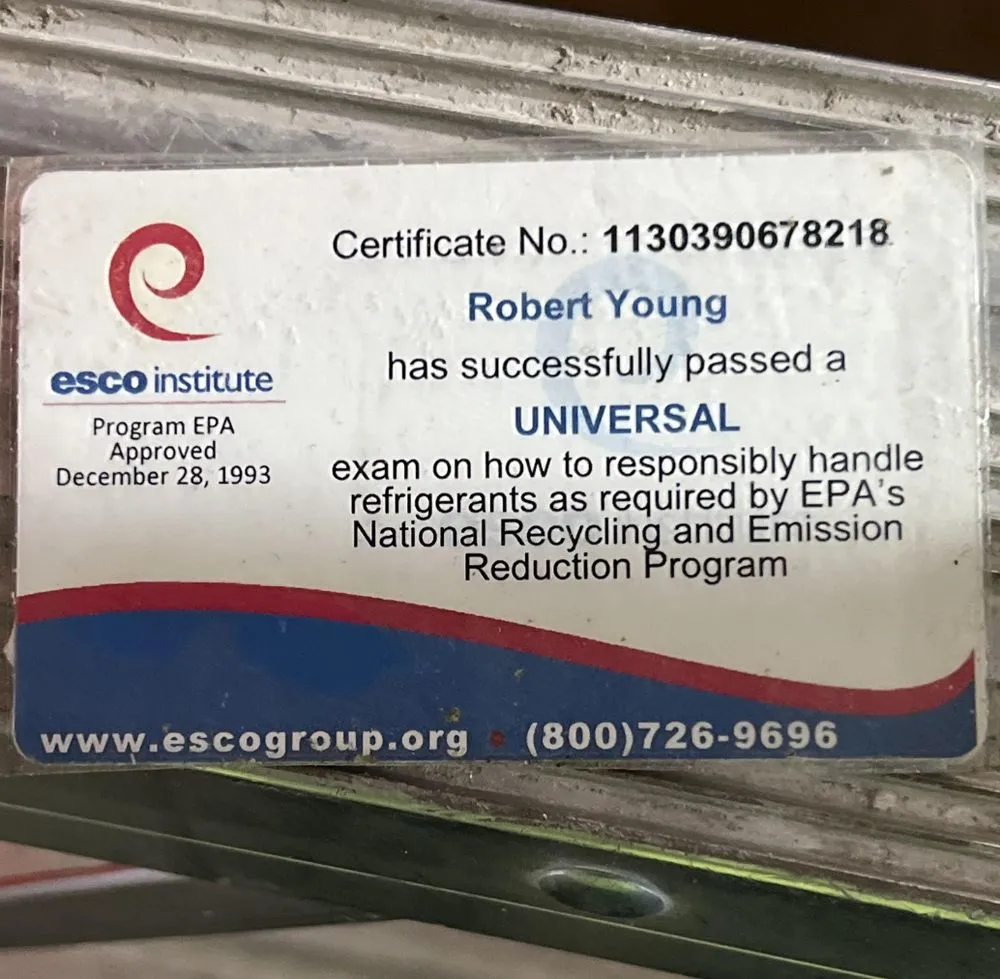 Certificate No.: 1130390678218
Robert Young
has successfully passed a
UNIVERSAL
exam on how to responsibly handle
refrigerants as required by EPA's
National Recycling and Emission
Reduction Program
esco institute
Program EPA
Approved
December 28, 1993
www.escogroup.org • (800)726-9696